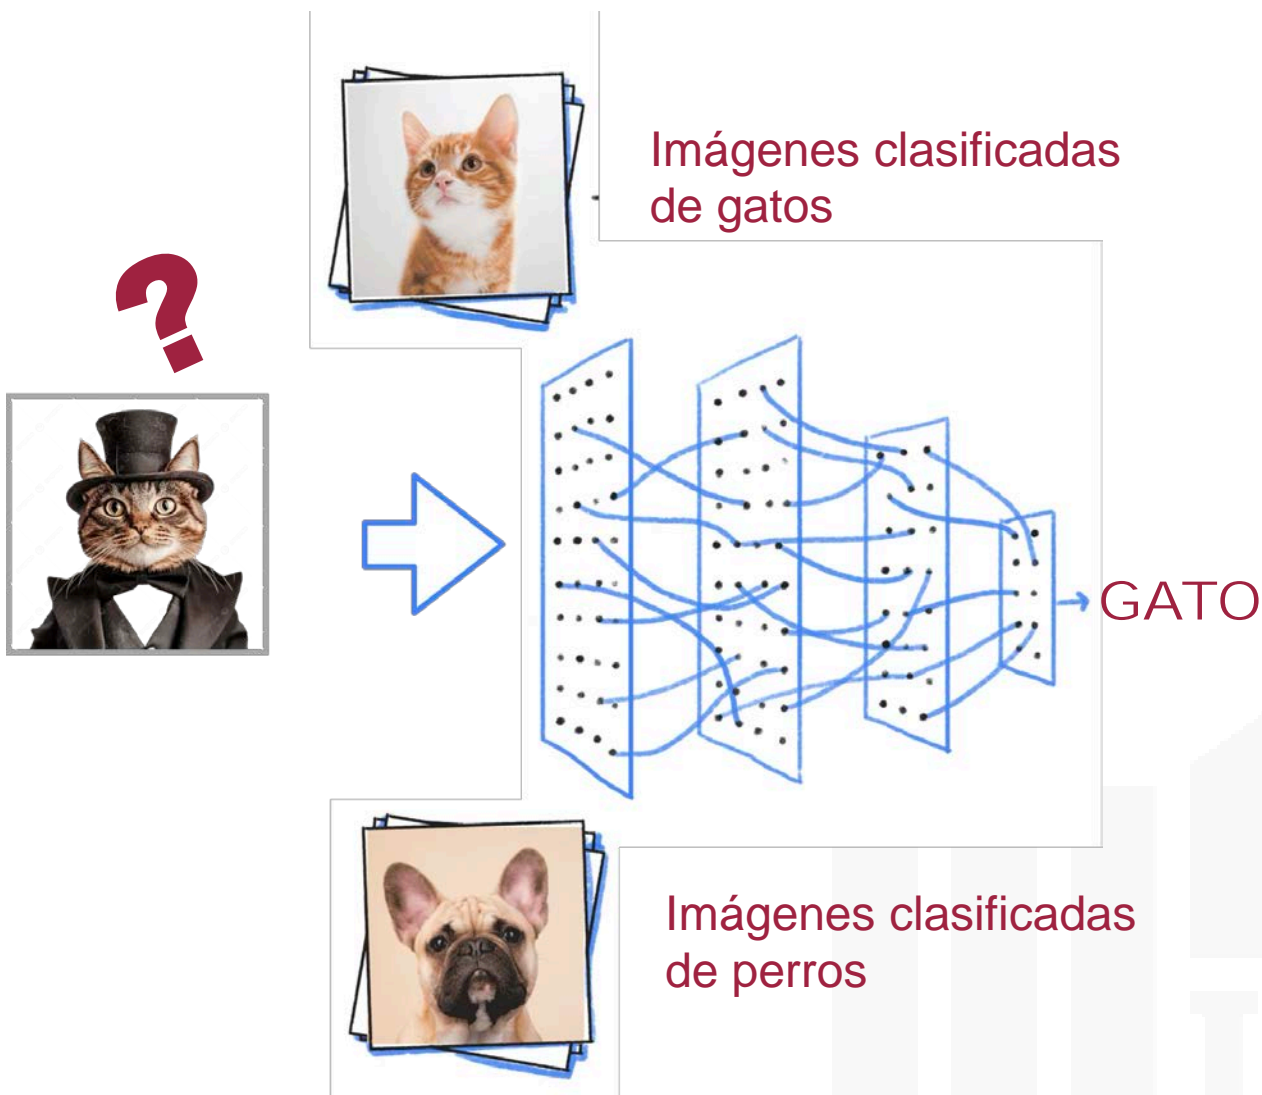 Imágenes clasificadas
de gatos
?
GATO
Imágenes clasificadas
de perros